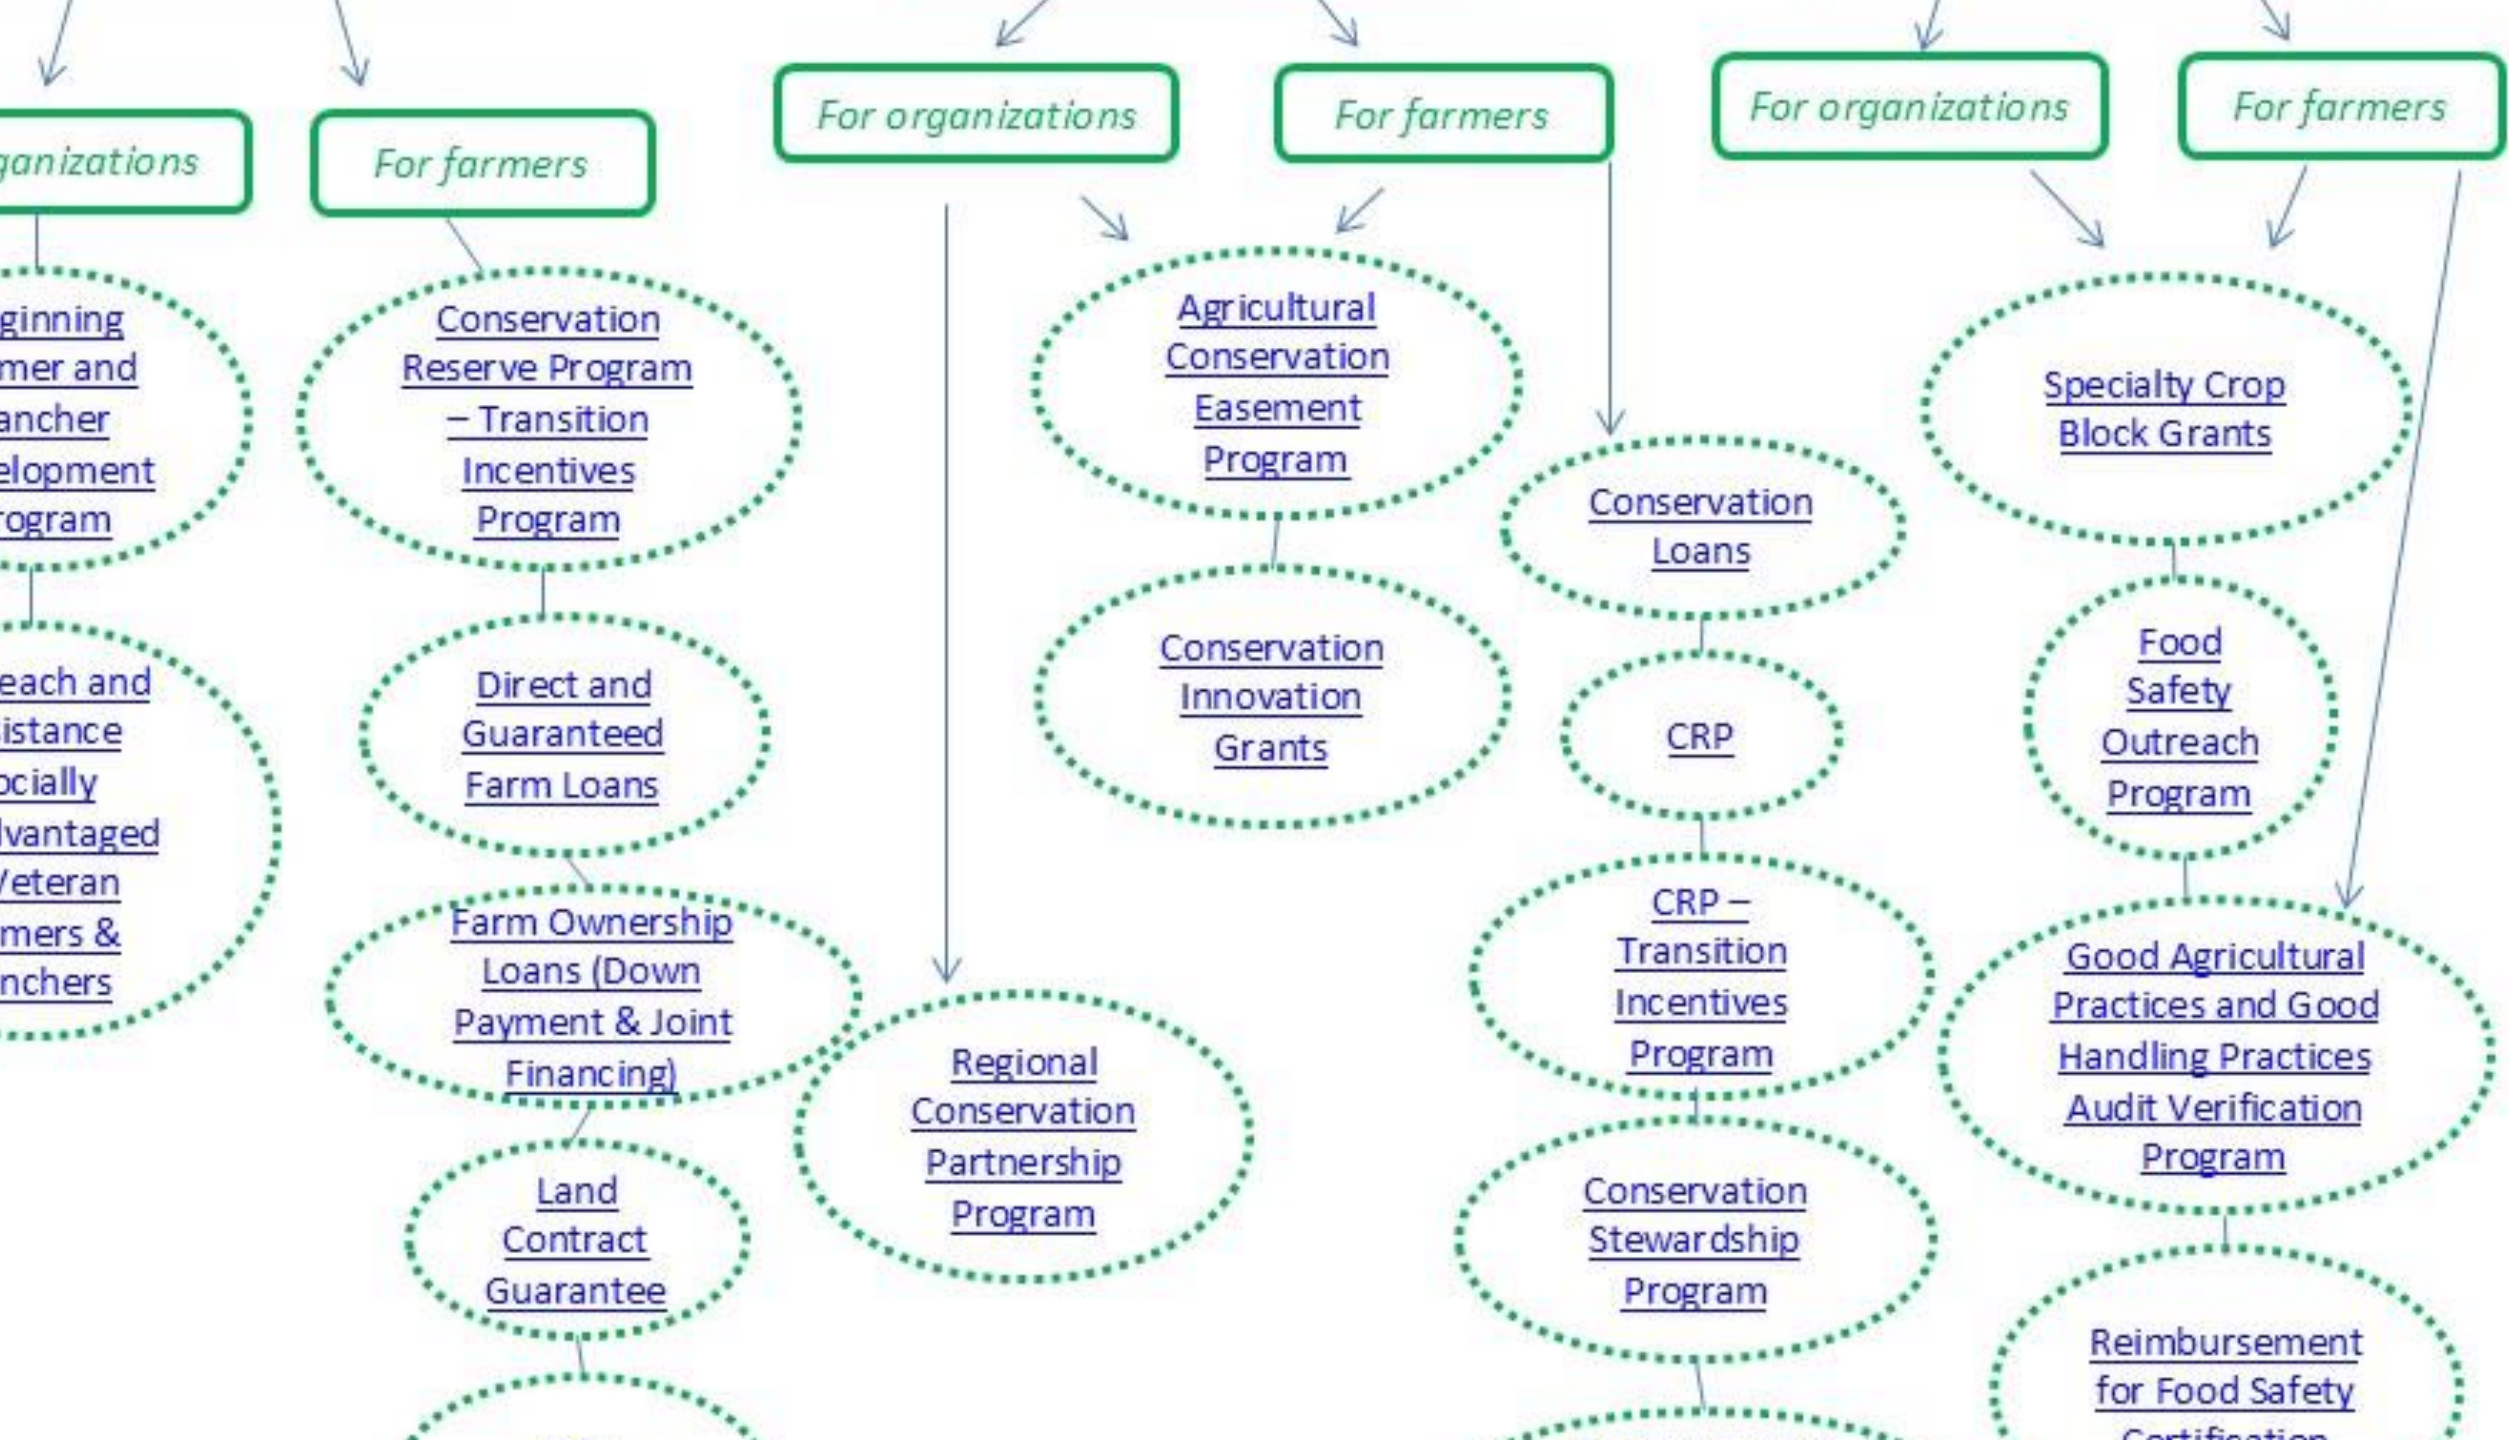 ganizations
For farmers
For organizations
For farmers
For organizations
For farmers
ginning
mer and
ancher
elopment
rogram
each and
istance
ocially
lvantaged
Veteran
mers &
nchers
Conservation
Reserve Program
– Transition
Incentives
Program
Direct and
Guaranteed
Farm Loans
Farm Ownership
Loans (Down
Payment & Joint
Financing)
Land
Contract
Guarantee
Regional
Conservation
Partnership
Program
Agricultural
Conservation
Easement
Program
Conservation
Innovation
Grants
Conservation
Loans
CRP
CRP –
Transition
Incentives
Program
Conservation
Stewardship
Program
Specialty Crop
Block Grants
Food
Safety
Outreach
Program
Good Agricultural
Practices and Good
Handling Practices
Audit Verification
Program
Reimbursement
for Food Safety